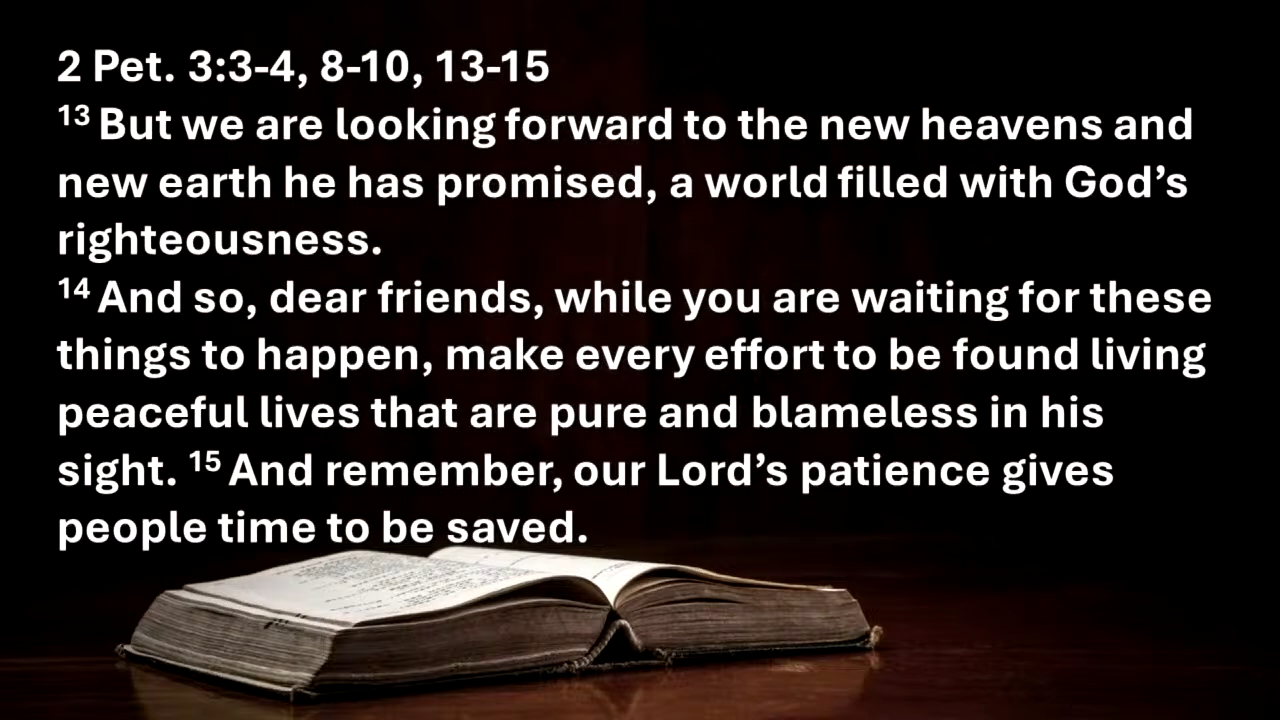 2 Pet. 3:3-4, 8-10, 13-15
¹³ But we are looking forward to the new heavens and
new earth he has promised, a world filled with God’s
righteousness.
¹⁴ And so, dear friends, while you are waiting for these
things to happen, make every effort to be found living
peaceful lives that are pure and blameless in his
sight. ¹⁵ And remember, our Lord’s patience gives
people time to be saved.